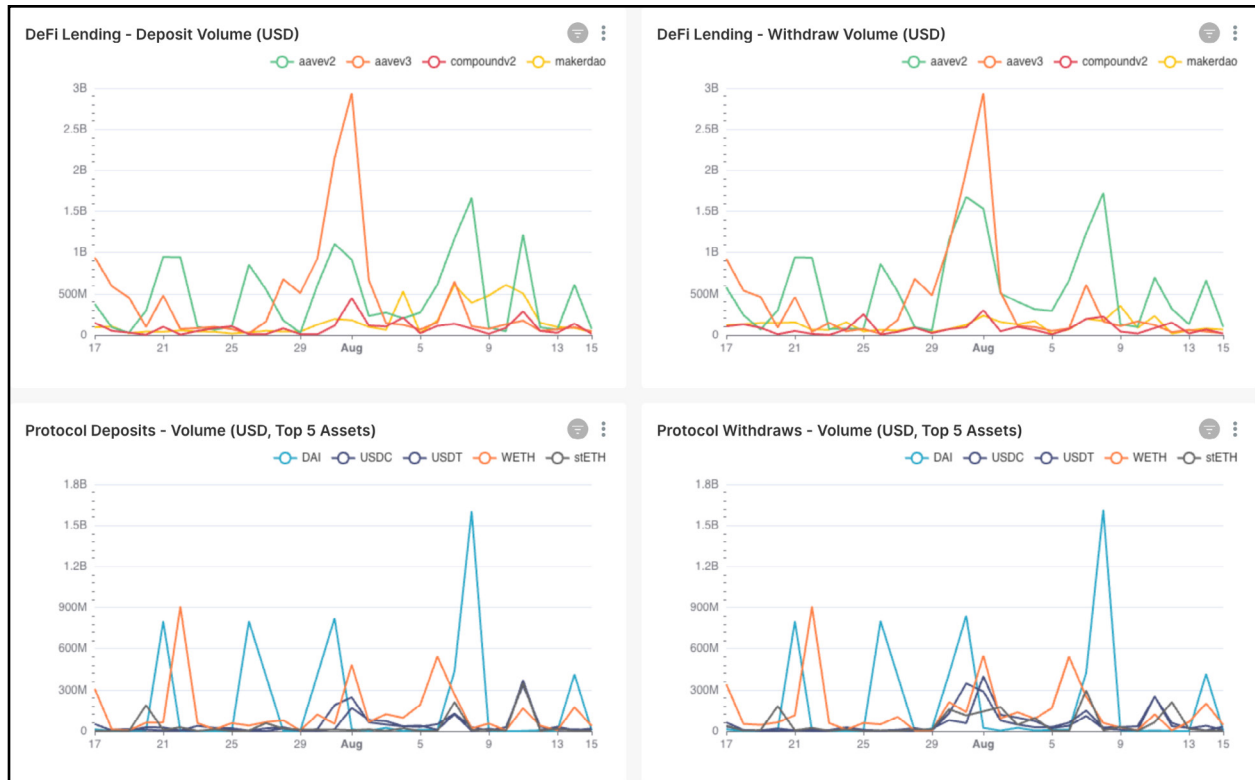 DeFi Lending - Deposit Volume (USD)
aavev2 aavev3 compoundv2 makerdao
3B
2.5B
2B
1.5B
1B
500M
0
17 21 25 29 Aug 5 9 13 15
DeFi Lending - Withdraw Volume (USD)
aavev2 aavev3 compoundv2 makerdao
3B
2.5B
2B
1.5B
1B
500M
0
17 21 25 29 Aug 5 9 13 15
Protocol Deposits - Volume (USD, Top 5 Assets)
DAI USDC USDT WETH stETH
1.8B
1.5B
1.2B
900M
600M
300M
0
17 21 25 29 Aug 5 9 13 15
Protocol Withdraws - Volume (USD, Top 5 Assets)
DAI USDC USDT WETH stETH
1.8B
1.5B
1.2B
900M
600M
300M
0
17 21 25 29 Aug 5 9 13 15